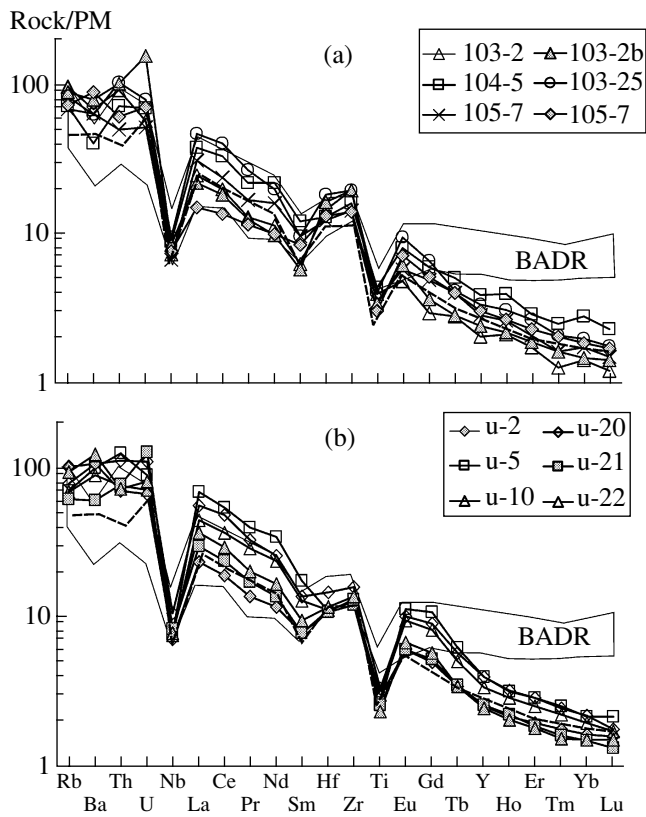 Rock/PM
(a)
103-2 103-2b
104-5 103-25
105-7 105-7
100
10
1
BADR
(b)
u-2 u-20
u-5 u-21
u-10 u-22
100
10
1
BADR
Rb Th Nb Ce Nd Hf Ti Gd Y Er Yb
Ba U La Pr Sm Zr Eu Tb Ho Tm Lu